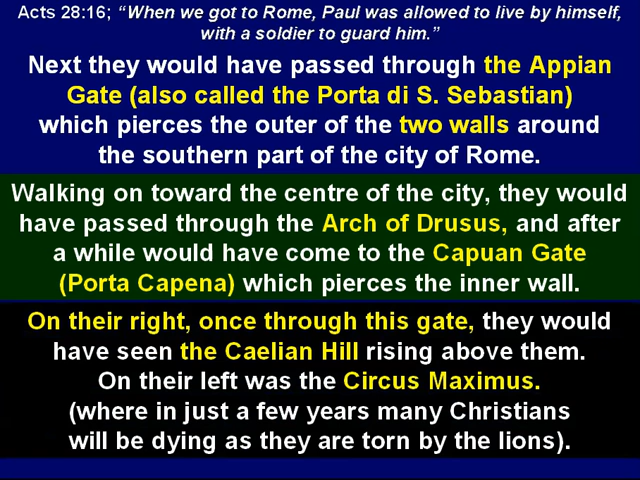 Acts 28:16; “When we got to Rome, Paul was allowed to live by himself,
with a soldier to guard him.”
Next they would have passed through the Appian
Gate (also called the Porta di S. Sebastian)
which pierces the outer of the two walls around
the southern part of the city of Rome.
Walking on toward the centre of the city, they would
have passed through the Arch of Drusus, and after
a while would have come to the Capuan Gate
(Porta Capena) which pierces the inner wall.
On their right, once through this gate, they would
have seen the Caelian Hill rising above them.
On their left was the Circus Maximus.
(where in just a few years many Christians
will be dying as they are torn by the lions).